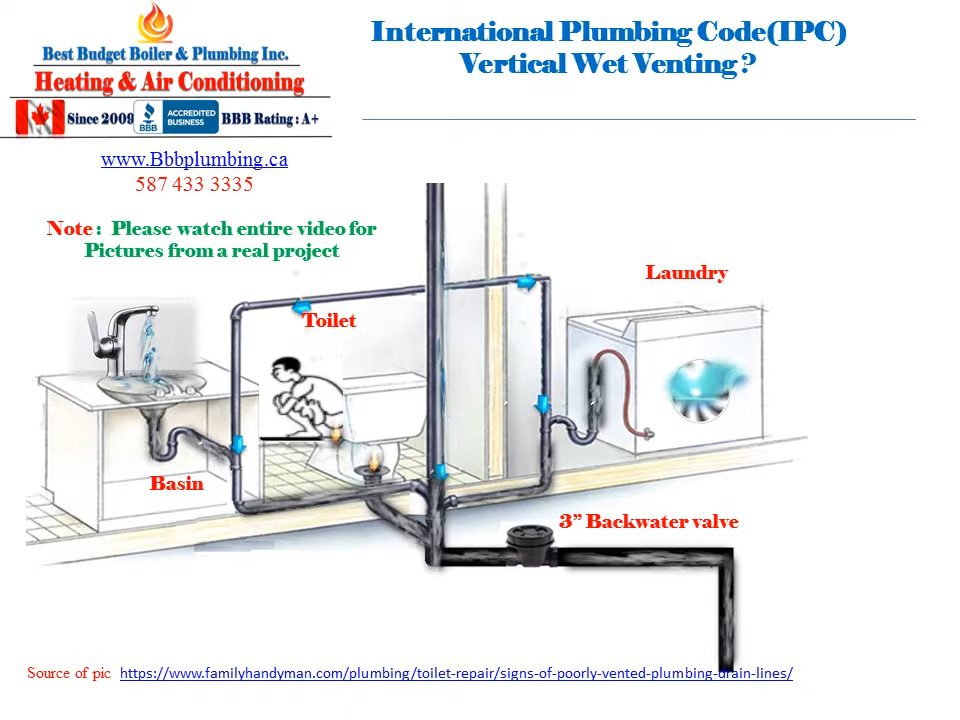 Best Budget Boiler & Plumbing Inc.
Heating & Air Conditioning
Since 2009 BBB ACCREDITED BUSINESS BBB Rating : A+
International Plumbing Code(IPC)
Vertical Wet Venting ?
www.Bbbplumbing.ca
587 433 3335
Note : Please watch entire video for
Pictures from a real project
Laundry
Toilet
Basin
3” Backwater valve
Source of pic https://www.familyhandyman.com/plumbing/toilet-repair/signs-of-poorly-vented-plumbing-drain-lines/